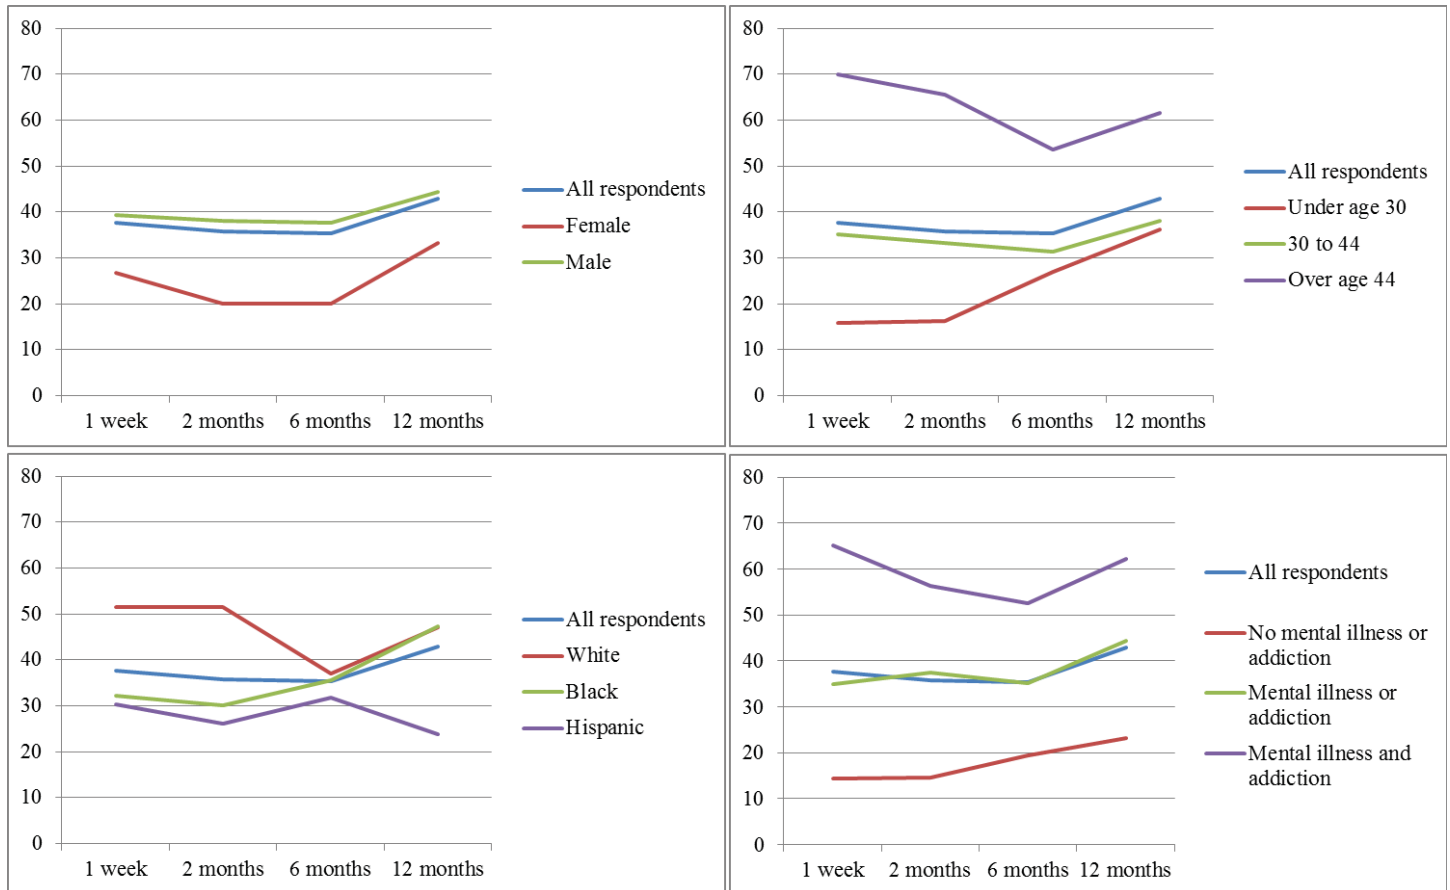 80
70
60
50
40
30
20
10
0
1 week 2 months 6 months 12 months
All respondents
Female
Male
80
70
60
50
40
30
20
10
0
1 week 2 months 6 months 12 months
All respondents
Under age 30
30 to 44
Over age 44
80
70
60
50
40
30
20
10
0
1 week 2 months 6 months 12 months
All respondents
White
Black
Hispanic
80
70
60
50
40
30
20
10
0
1 week 2 months 6 months 12 months
All respondents
No mental illness or
addiction
Mental illness or
addiction
Mental illness and
addiction